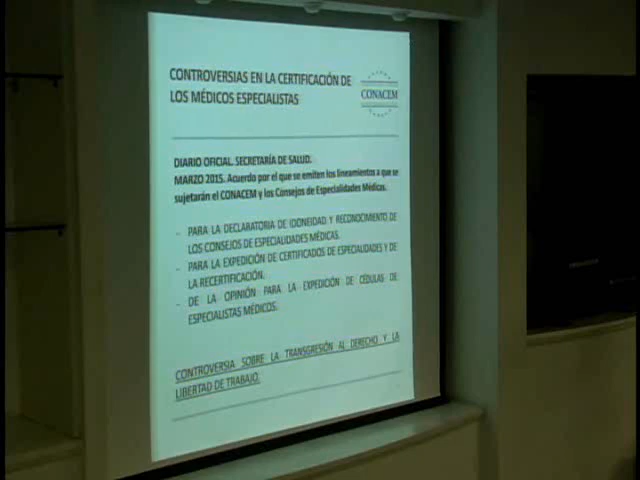 CONTROVERSIAS EN LA CERTIFICACIÓN DE
LOS MÉDICOS ESPECIALISTAS
CONACEM
DIARIO OFICIAL. SECRETARÍA DE SALUD.
MARZO 2015. Acuerdo por el que se emiten los lineamientos a que se
sujetarán el CONACEM y los Consejos de Especialidades Médicas.
- PARA LA DECLARATORIA DE IDONEIDAD Y RECONOCIMIENTO DE
LOS CONSEJOS DE ESPECIALIDADES MÉDICAS.
- PARA LA EXPEDICIÓN DE CERTIFICADOS DE ESPECIALIDADES Y DE
LA RECERTIFICACIÓN.
- DE LA OPINIÓN PARA LA EXPEDICIÓN DE CÉDULAS DE
ESPECIALISTAS MÉDICOS.
CONTROVERSIA SOBRE LA TRANSGRESIÓN AL DERECHO Y LA
LIBERTAD DE TRABAJO.